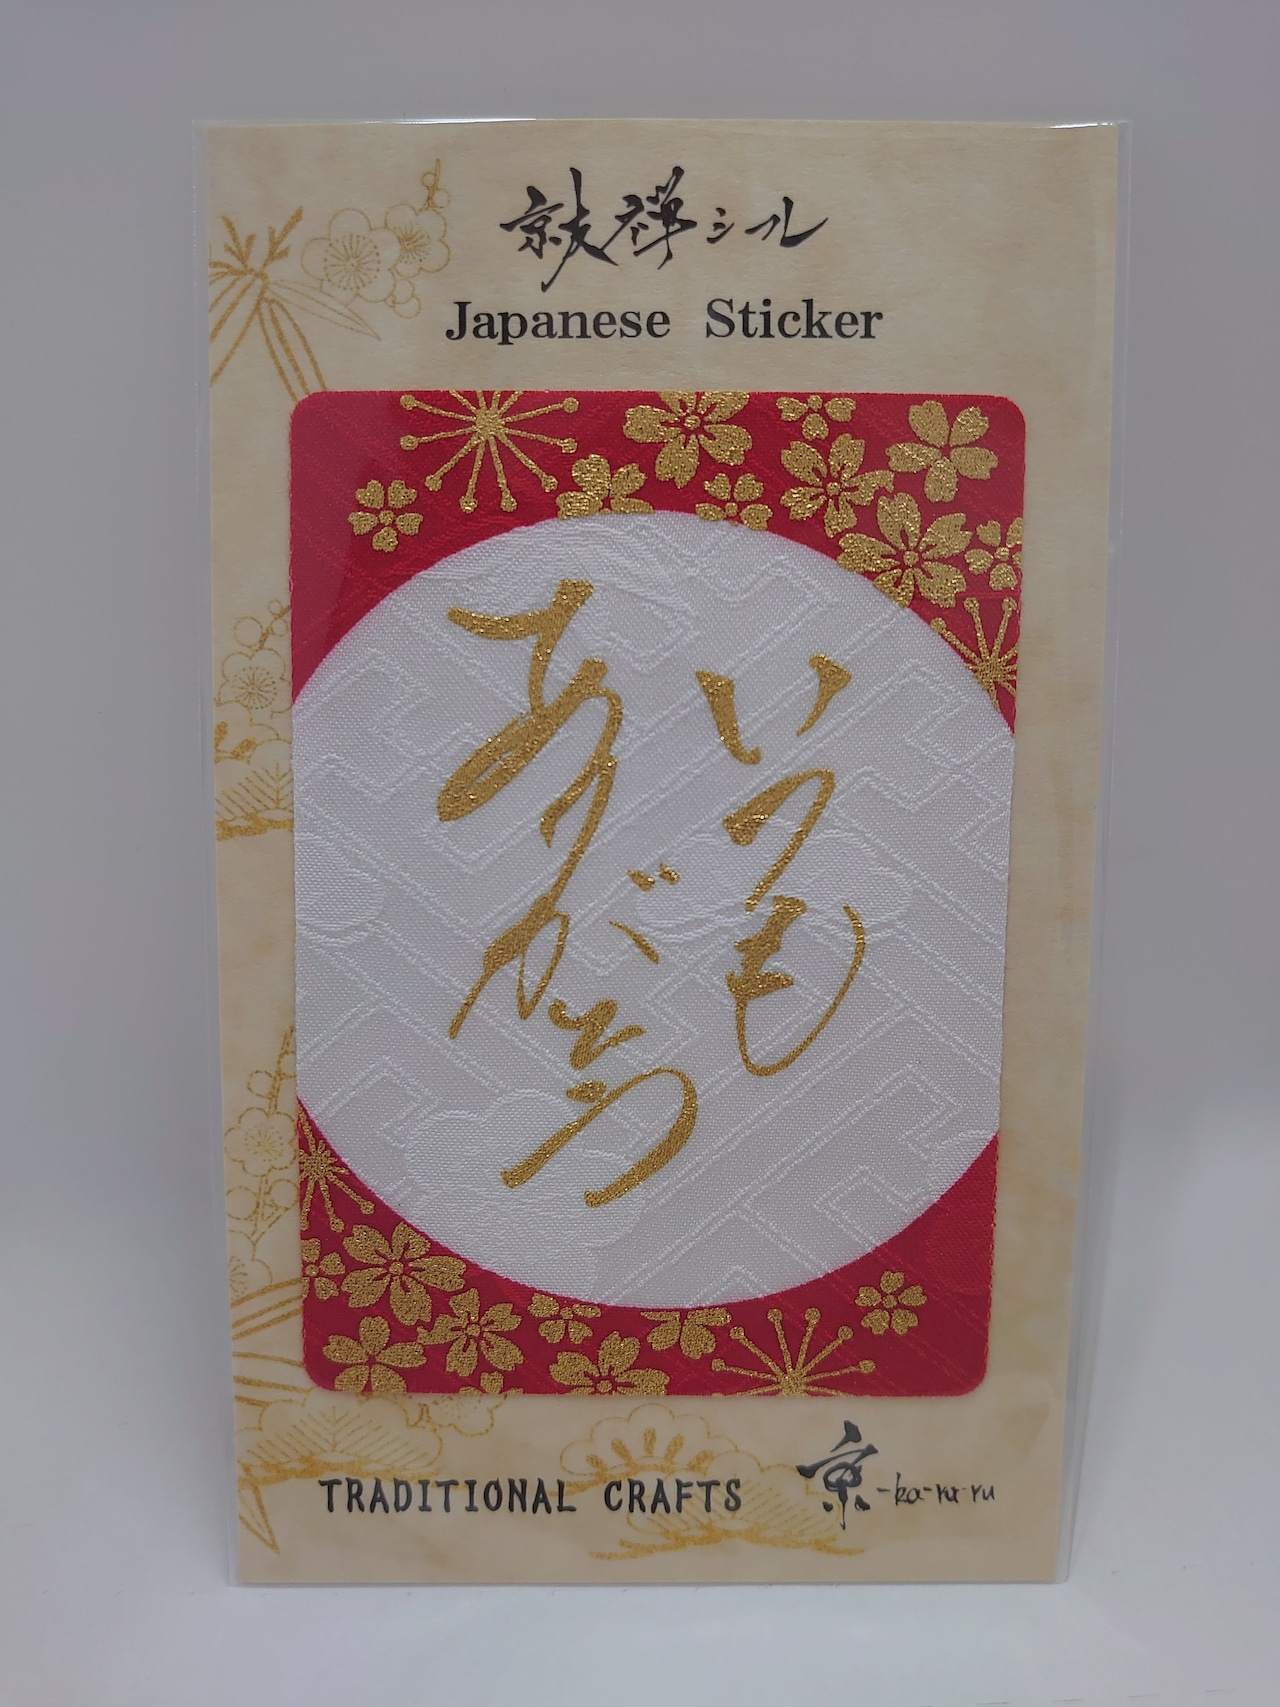 京友禅シール
Japanese Sticker
いつも
ありがとう
TRADITIONAL CRAFTS
京-ka-ra-ru